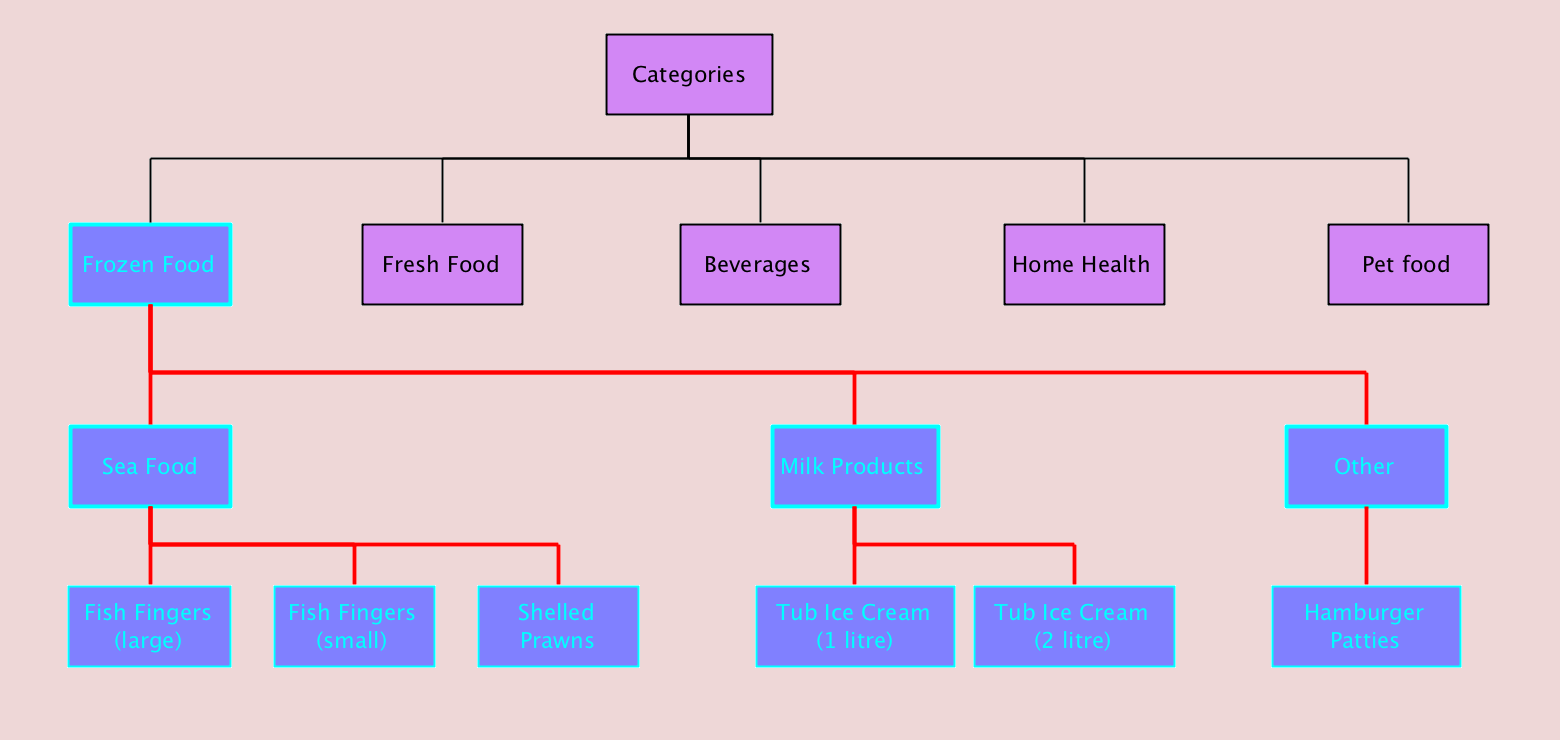 Categories
Frozen Food
Fresh Food
Beverages
Home Health
Pet food
Sea Food
Milk Products
Other
Fish Fingers
(large)
Fish Fingers
(small)
Shelled
Prawns
Tub Ice Cream
(1 litre)
Tub Ice Cream
(2 litre)
Hamburger
Patties